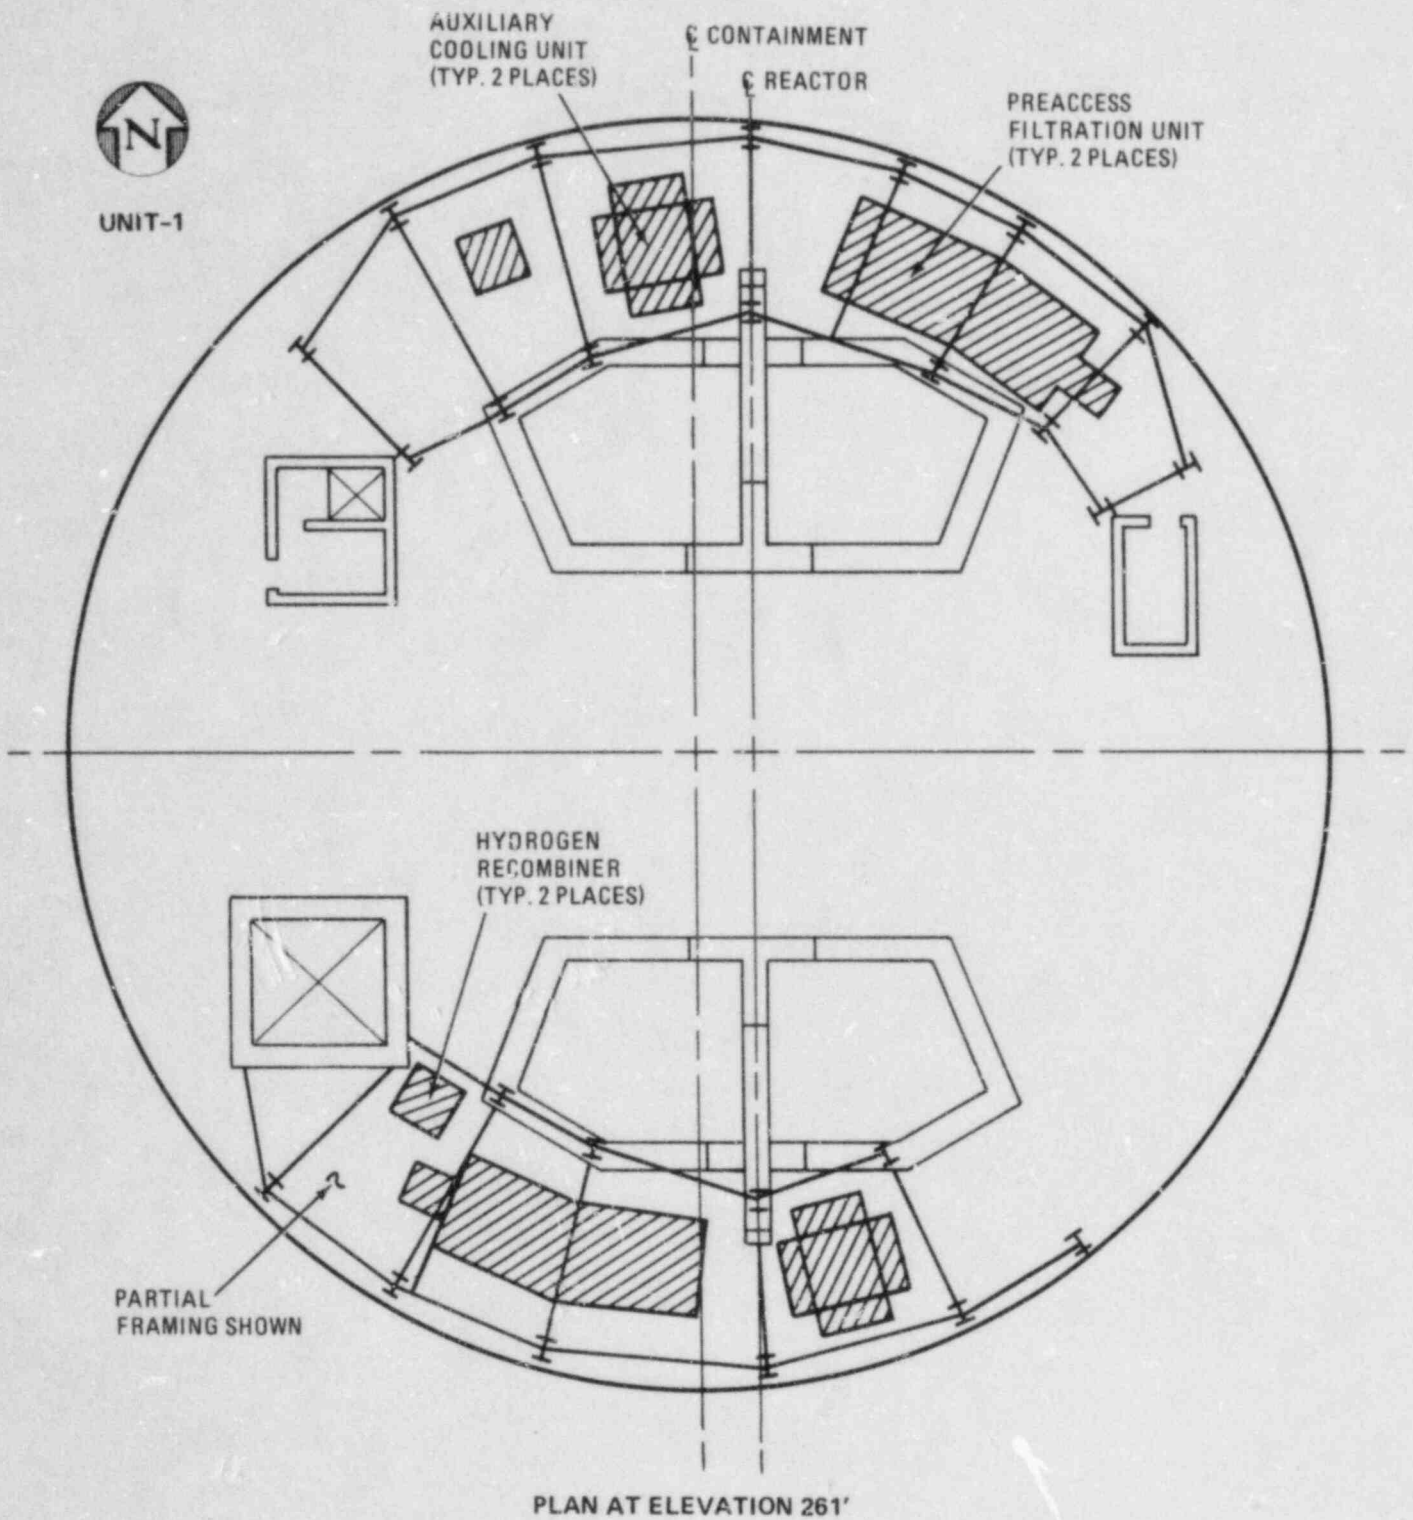 AUXILIARY
COOLING UNIT
(TYP. 2 PLACES)
℄ CONTAINMENT
℄ REACTOR
PREACCESS
FILTRATION UNIT
(TYP. 2 PLACES)
N
UNIT-1
HYDROGEN
RECOMBINER
(TYP. 2 PLACES)
PARTIAL
FRAMING SHOWN
PLAN AT ELEVATION 261'